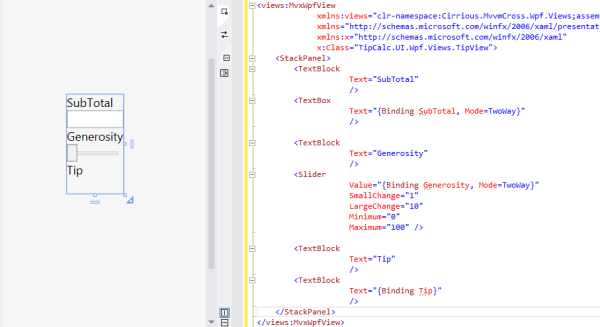 SubTotal
Generosity
Tip
<views:MvxWpfView
xmlns:views="clr-namespace:Cirrious.MvvmCross.Wpf.Views;assem
xmlns="http://schemas.microsoft.com/winfx/2006/xaml/presentat
xmlns:x="http://schemas.microsoft.com/winfx/2006/xaml"
x:Class="TipCalc.UI.Wpf.Views.TipView">
<StackPanel>
<TextBlock
Text="SubTotal"
/>
<TextBox
Text="{Binding SubTotal, Mode=TwoWay}"
/>
<TextBlock
Text="Generosity"
/>
<Slider
Value="{Binding Generosity, Mode=TwoWay}"
SmallChange="1"
LargeChange="10"
Minimum="0"
Maximum="100" />
<TextBlock
Text="Tip"
/>
<TextBlock
Text="{Binding Tip}"
/>
</StackPanel>
</views:MvxWpfView>